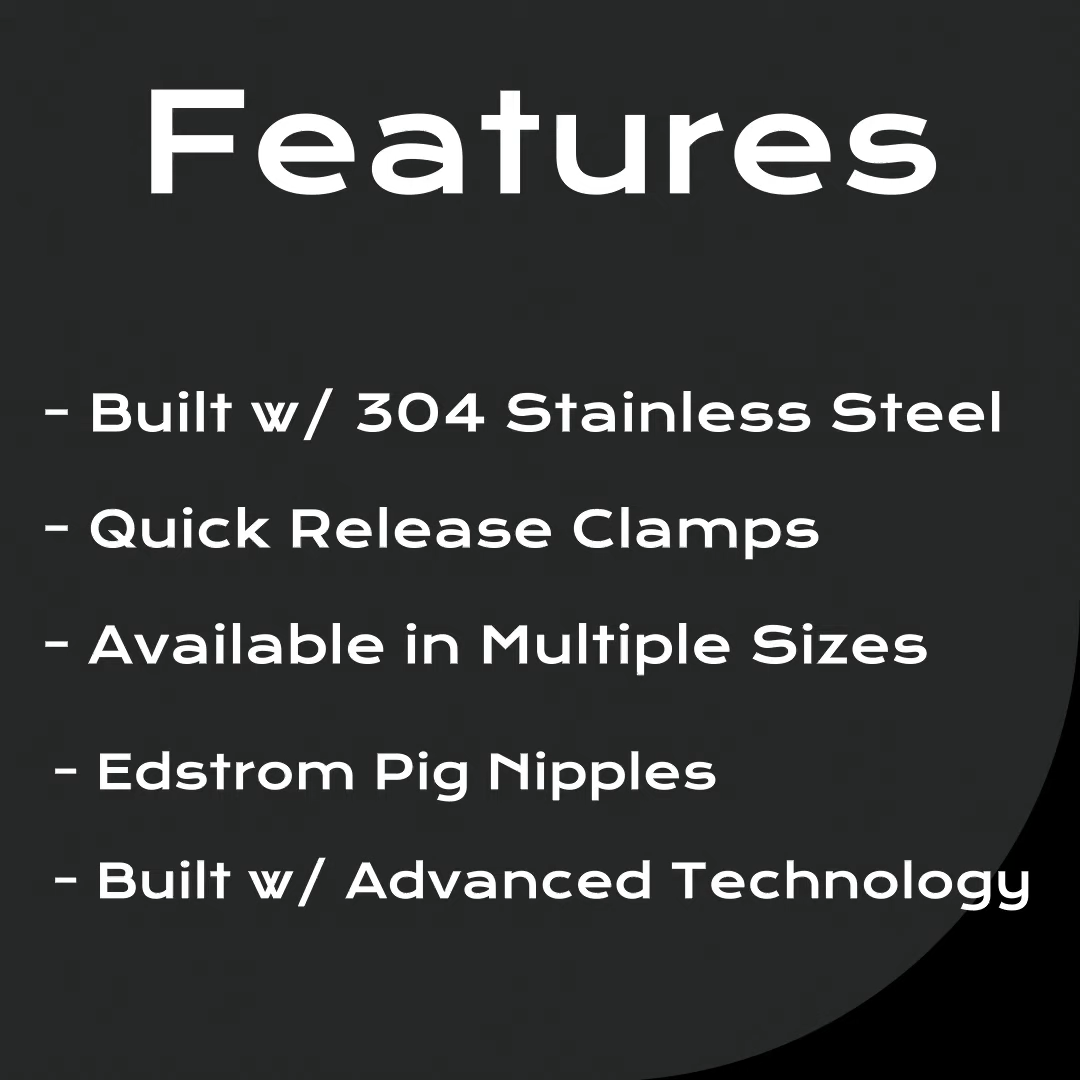 Features
- Built w/ 304 Stainless Steel
- Quick Release Clamps
- Available in Multiple Sizes
- Edstrom Pig Nipples
- Built w/ Advanced Technology